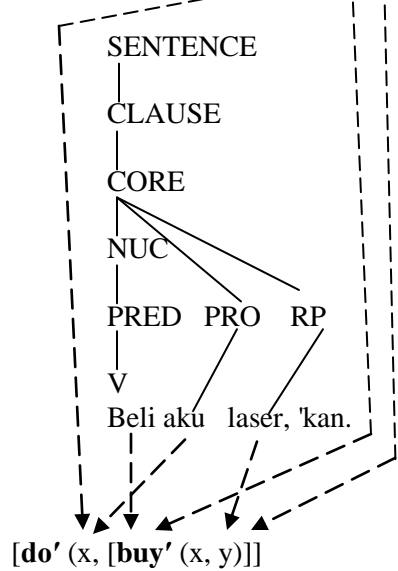 SENTENCE
CLAUSE
CORE
NUC
PRED PRO RP
V
Beli aku laser, 'kan.
[do′ (x, [buy′ (x, y)]]